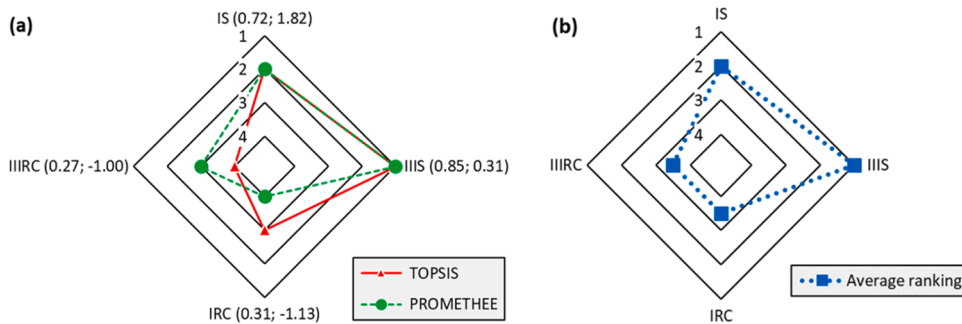 (a)
IS (0.72; 1.82)
1
2
3
4
IIIRC (0.27; -1.00)
IIIS (0.85; 0.31)
IRC (0.31; -1.13)
TOPSIS
PROMETHEE
(b)
IS
1
2
3
4
IIIRC
IIIS
IRC
Average ranking